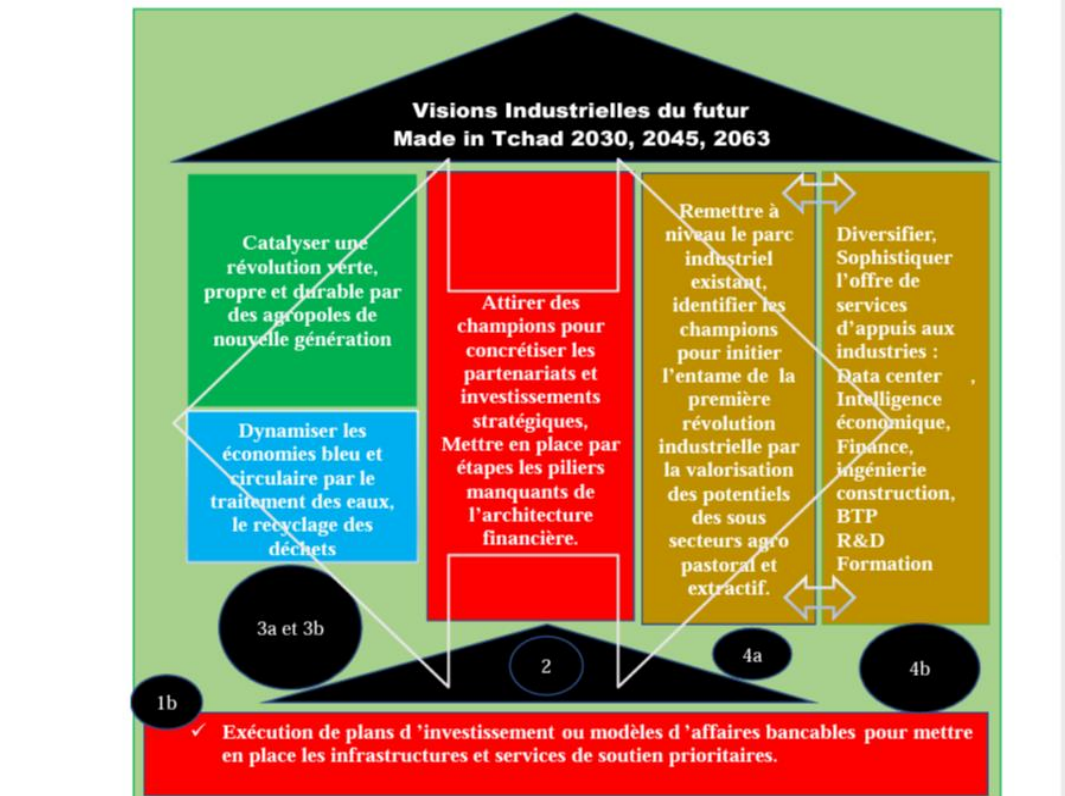 Visions Industrielles du futur
Made in Tchad 2030, 2045, 2063
Catalyser une
révolution verte,
propre et durable par
des agropoles de
nouvelle génération
Dynamiser les
économies bleu et
circulaire par le
traitement des eaux,
le recyclage des
déchets
Attirer des
champions pour
concrétiser les
partenariats et
investissements
stratégiques,
Mettre en place par
étapes les piliers
manquants de
l’architecture
financière.
Remettre à
niveau le parc
industriel
existant,
identifier les
champions
pour initier
l’entame de la
première
révolution
industrielle par
la valorisation
des potentiels
des sous
secteurs agro
pastoral et
extractif.
Diversifier,
Sophistiquer
l’offre de
services
d’appuis aux
industries :
Data center ,
Intelligence
économique,
Finance,
ingénierie
construction,
BTP
R&D
Formation
3a et 3b
2
4a
4b
1b
✓ Exécution de plans d ’investissement ou modèles d ’affaires bancables pour mettre
en place les infrastructures et services de soutien prioritaires.